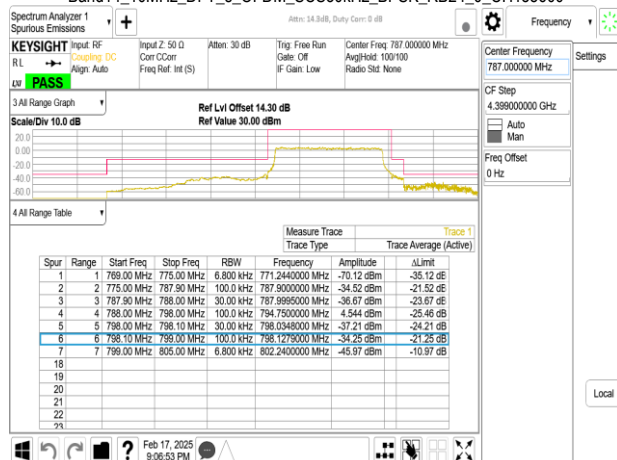 Spectrum Analyzer 1
Spurious Emissions
Attn: 14.3dB, Duty Corr: 0 dB
Frequency
KEYSIGHT
RL
LXI
PASS
Input: RF
Coupling: DC
Align: Auto
Input Z: 50 Ω
Corr CCorr
Freq Ref: Int (S)
Atten: 30 dB
Trig: Free Run
Gate: Off
IF Gain: Low
Center Freq: 787.000000 MHz
Avg|Hold: 100/100
Radio Std: None
Center Frequency
787.000000 MHz
Settings
CF Step
4.399000000 GHz
Auto
Man
Freq Offset
0 Hz
Local
3 All Range Graph
Scale/Div 10.0 dB
Ref Lvl Offset 14.30 dB
Ref Value 30.00 dBm
20.0
0.00
-20.0
-40.0
-60.0
4 All Range Table
Measure Trace Trace 1
Trace Type Trace Average (Active)
Spur Range Start Freq Stop Freq RBW Frequency Amplitude ΔLimit
1 1 769.00 MHz 775.00 MHz 6.800 kHz 771.2440000 MHz -70.12 dBm -35.12 dB
2 2 775.00 MHz 787.90 MHz 100.0 kHz 787.9000000 MHz -34.52 dBm -21.52 dB
3 3 787.90 MHz 788.00 MHz 30.00 kHz 787.9995000 MHz -36.67 dBm -23.67 dB
4 4 788.00 MHz 798.00 MHz 100.0 kHz 794.7500000 MHz 4.544 dBm -25.46 dB
5 5 798.00 MHz 798.10 MHz 30.00 kHz 798.0348000 MHz -37.21 dBm -24.21 dB
6 6 798.10 MHz 799.00 MHz 100.0 kHz 798.1279000 MHz -34.25 dBm -21.25 dB
7 7 799.00 MHz 805.00 MHz 6.800 kHz 802.2400000 MHz -45.97 dBm -10.97 dB
18
19
20
21
22
23
Feb 17, 2025
9:06:53 PM